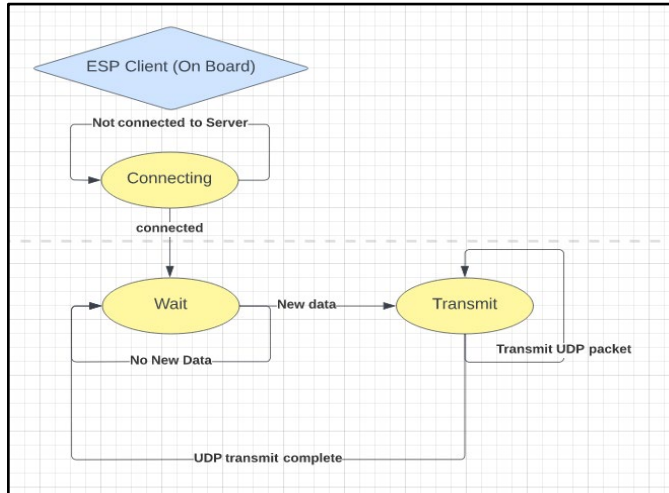 ESP Client (On Board)
Not connected to Server
Connecting
connected
Wait
New data
Transmit
No New Data
Transmit UDP packet
UDP transmit complete